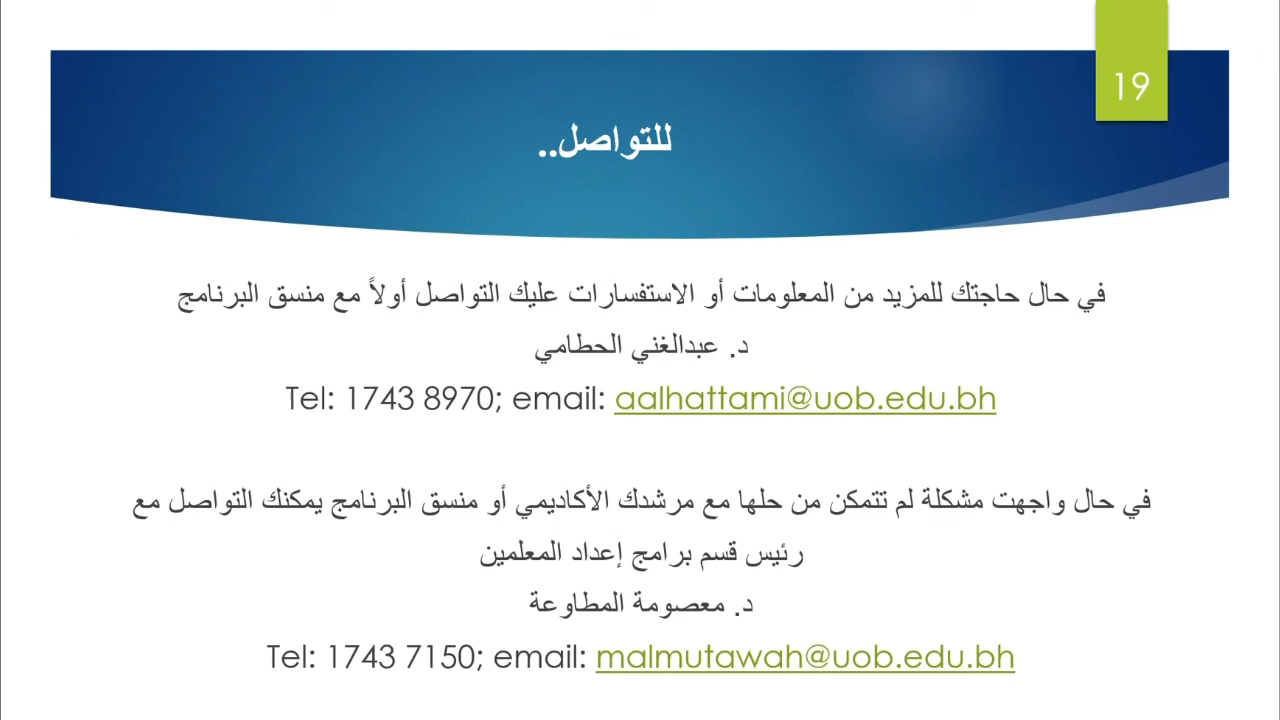 19
للتواصل..
في حال حاجتك للمزيد من المعلومات أو الاستفسارات عليك التواصل أولاً مع منسق البرنامج
د. عبدالغني الحطامي
Tel: 1743 8970; email: aalhattami@uob.edu.bh
في حال واجهت مشكلة لم تتمكن من حلها مع مرشدك الأكاديمي أو منسق البرنامج يمكنك التواصل مع
رئيس قسم برامج إعداد المعلمين
د. معصومة المطاوعة
Tel: 1743 7150; email: malmutawah@uob.edu.bh